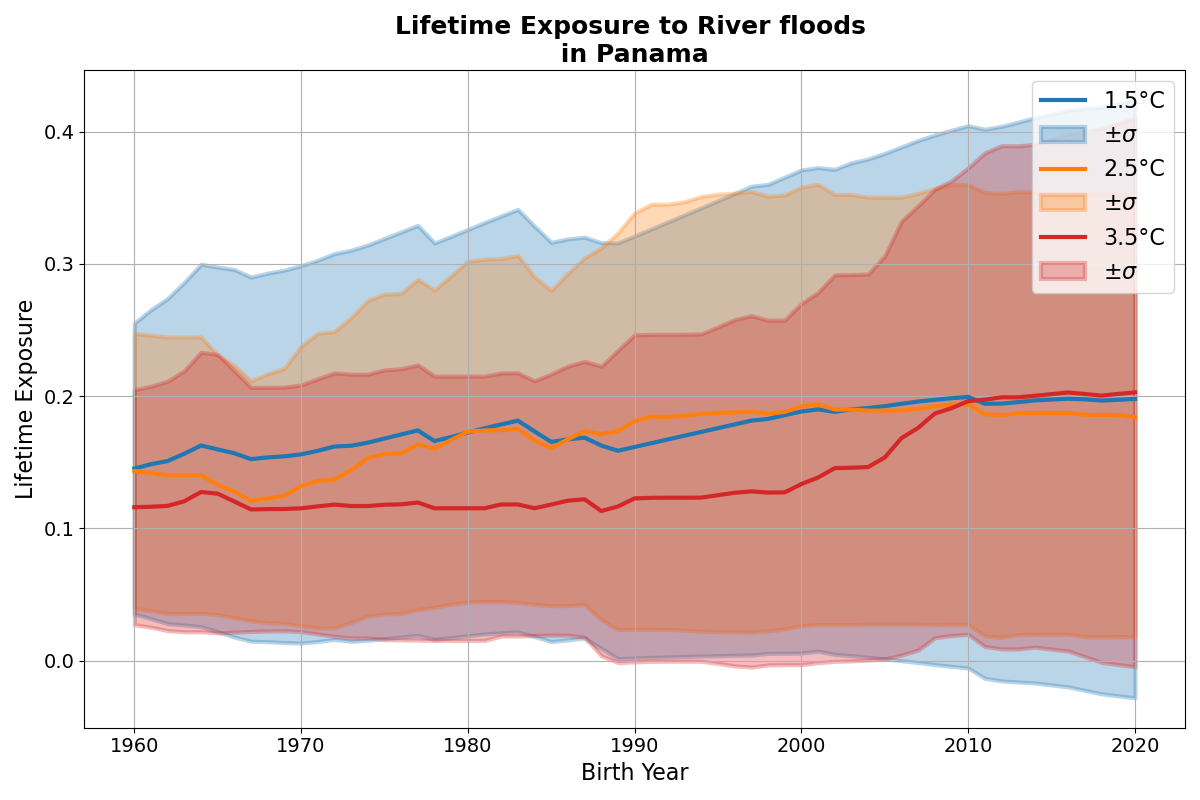 Lifetime Exposure to River floods
in Panama
Lifetime Exposure
0.4
0.3
0.2
0.1
0.0
1960 1970 1980 1990 2000 2010 2020
Birth Year
1.5°C
±σ
2.5°C
±σ
3.5°C
±σ